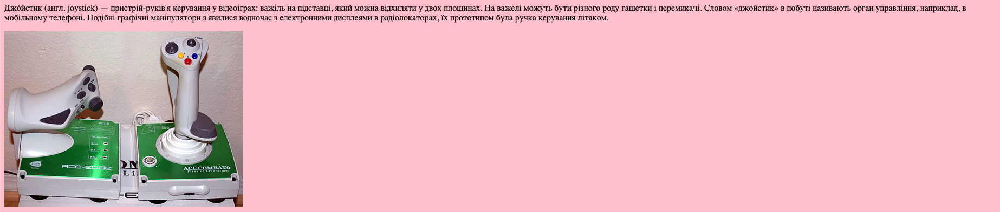 Джо́йстик (англ. joystick) — пристрій-руків'я керування у відеоіграх: важіль на підставці, який можна відхиляти у двох площинах. На важелі можуть бути різного роду гашетки і перемикачі. Словом «джойстик» в побуті називають орган управління, наприклад, в
мобільному телефоні. Подібні графічні маніпулятори з'явилися водночас з електронними дисплеями в радіолокаторах, їх прототипом була ручка керування літаком.
ACE-EDGE
ACE COMBAT 6
Fires of Liberation